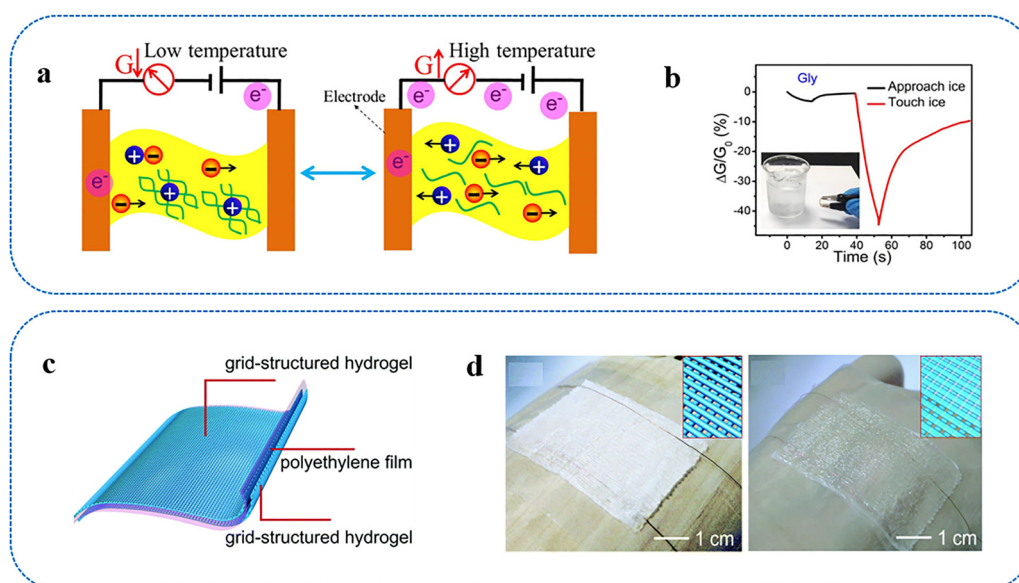 a
Low temperature
High temperature
G
G
e-
e-
e-
e-
Electrode
e-
e-
+
−
−
+
+
−
+
−
+
−
+
−
−
b
Gly
Approach ice
Touch ice
ΔG/G₀ (%)
0
-10
-20
-30
-40
0 20 40 60 80 100
Time (s)
c
grid-structured hydrogel
polyethylene film
grid-structured hydrogel
d
1 cm
1 cm